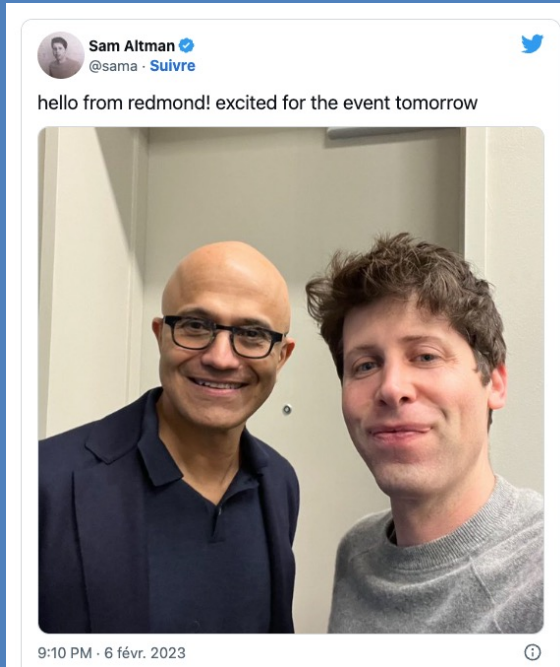 Sam Altman
@sama · Suivre
hello from redmond! excited for the event tomorrow
9:10 PM · 6 févr. 2023